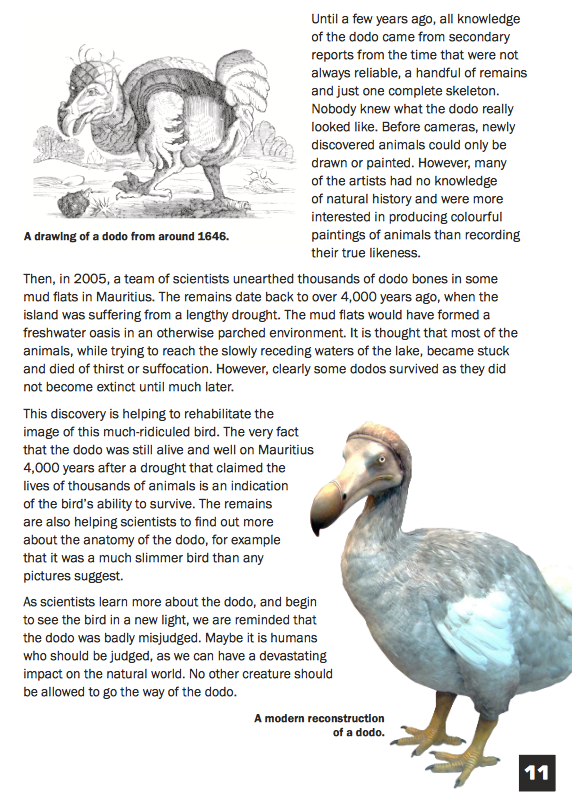 Until a few years ago, all knowledge
of the dodo came from secondary
reports from the time that were not
always reliable, a handful of remains
and just one complete skeleton.
Nobody knew what the dodo really
looked like. Before cameras, newly
discovered animals could only be
drawn or painted. However, many
of the artists had no knowledge
of natural history and were more
interested in producing colourful
paintings of animals than recording
their true likeness.
A drawing of a dodo from around 1646.
Then, in 2005, a team of scientists unearthed thousands of dodo bones in some
mud flats in Mauritius. The remains date back to over 4,000 years ago, when the
island was suffering from a lengthy drought. The mud flats would have formed a
freshwater oasis in an otherwise parched environment. It is thought that most of the
animals, while trying to reach the slowly receding waters of the lake, became stuck
and died of thirst or suffocation. However, clearly some dodos survived as they did
not become extinct until much later.
This discovery is helping to rehabilitate the
image of this much-ridiculed bird. The very fact
that the dodo was still alive and well on Mauritius
4,000 years after a drought that claimed the
lives of thousands of animals is an indication
of the bird's ability to survive. The remains
are also helping scientists to find out more
about the anatomy of the dodo, for example
that it was a much slimmer bird than any
pictures suggest.
As scientists learn more about the dodo, and begin
to see the bird in a new light, we are reminded that
the dodo was badly misjudged. Maybe it is humans
who should be judged, as we can have a devastating
impact on the natural world. No other creature should
be allowed to go the way of the dodo.
A modern reconstruction
of a dodo.
11